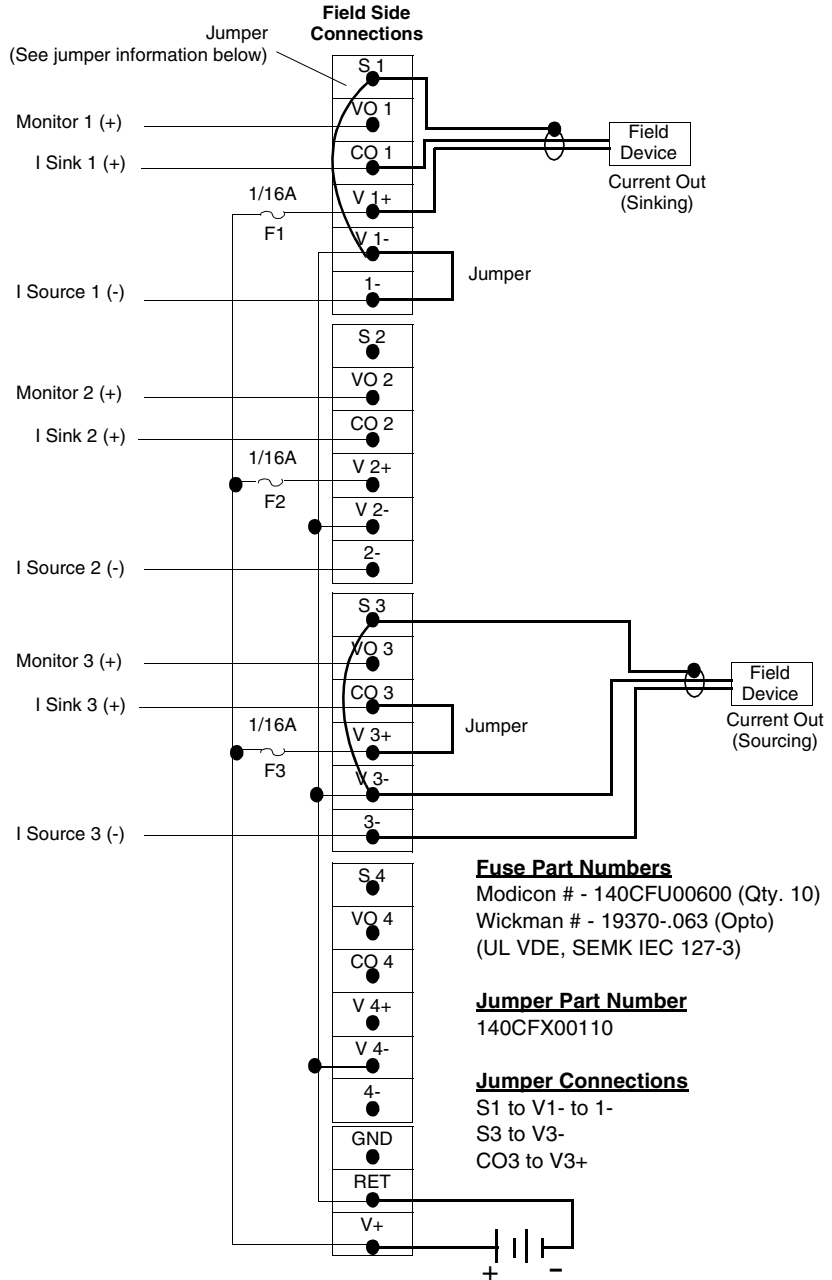 Field Side
Connections
Jumper
(See jumper information below)
S 1
VO 1
Monitor 1 (+)
CO 1
I Sink 1 (+)
Field
Device
Current Out
(Sinking)
1/16A
V 1+
F1
V 1-
Jumper
1-
I Source 1 (-)
S 2
VO 2
Monitor 2 (+)
CO 2
I Sink 2 (+)
1/16A
V 2+
F2
V 2-
2-
I Source 2 (-)
S 3
VO 3
Monitor 3 (+)
CO 3
I Sink 3 (+)
Field
Device
Current Out
(Sourcing)
1/16A
V 3+
Jumper
F3
V 3-
3-
I Source 3 (-)
S 4
VO 4
CO 4
V 4+
V 4-
4-
GND
RET
V+
+ -
Fuse Part Numbers
Modicon # - 140CFU00600 (Qty. 10)
Wickman # - 19370-.063 (Opto)
(UL VDE, SEMK IEC 127-3)
Jumper Part Number
140CFX00110
Jumper Connections
S1 to V1- to 1-
S3 to V3-
CO3 to V3+